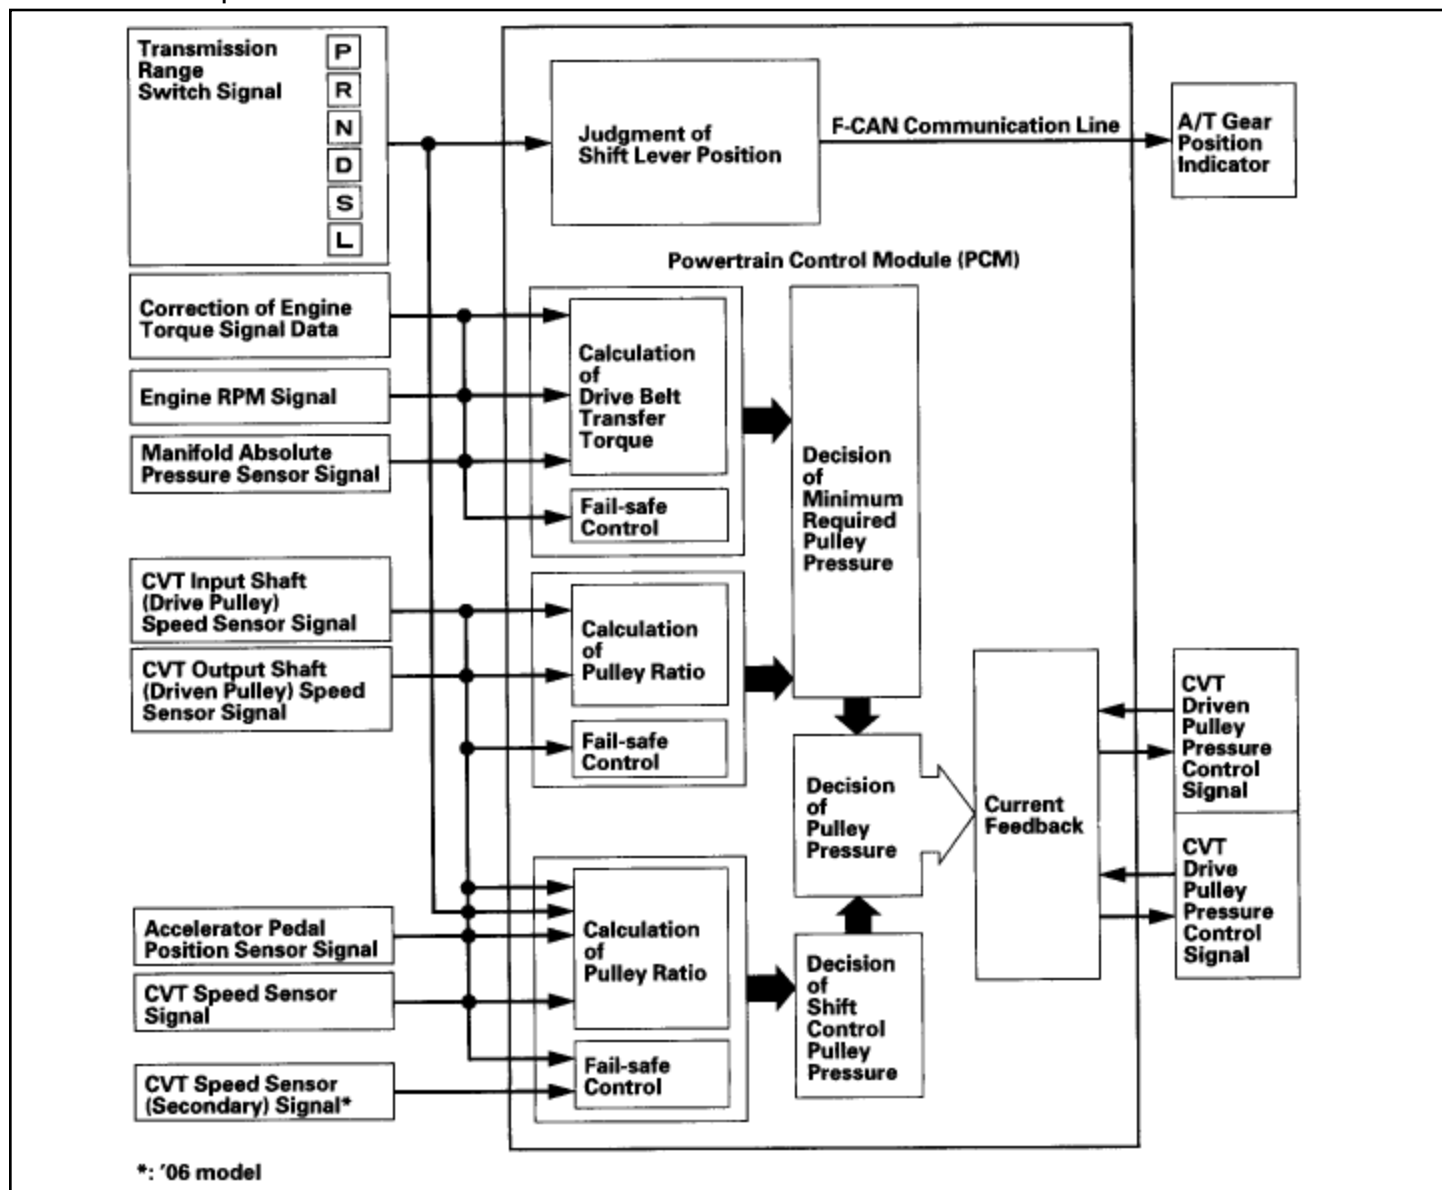 Transmission
Range
Switch Signal
P
R
N
D
S
L
Judgment of
Shift Lever Position
F-CAN Communication Line
A/T Gear
Position
Indicator
Powertrain Control Module (PCM)
Correction of Engine
Torque Signal Data
Engine RPM Signal
Manifold Absolute
Pressure Sensor Signal
Calculation
of
Drive Belt
Transfer
Torque
Fail-safe
Control
Decision
of
Minimum
Required
Pulley
Pressure
CVT Input Shaft
(Drive Pulley)
Speed Sensor Signal
CVT Output Shaft
(Driven Pulley) Speed
Sensor Signal
Calculation
of
Pulley Ratio
Fail-safe
Control
Decision
of
Pulley
Pressure
Current
Feedback
CVT
Driven
Pulley
Pressure
Control
Signal
CVT
Drive
Pulley
Pressure
Control
Signal
Accelerator Pedal
Position Sensor Signal
CVT Speed Sensor
Signal
CVT Speed Sensor
(Secondary) Signal*
Calculation
of
Pulley Ratio
Fail-safe
Control
Decision
of
Shift
Control
Pulley
Pressure
*: '06 model